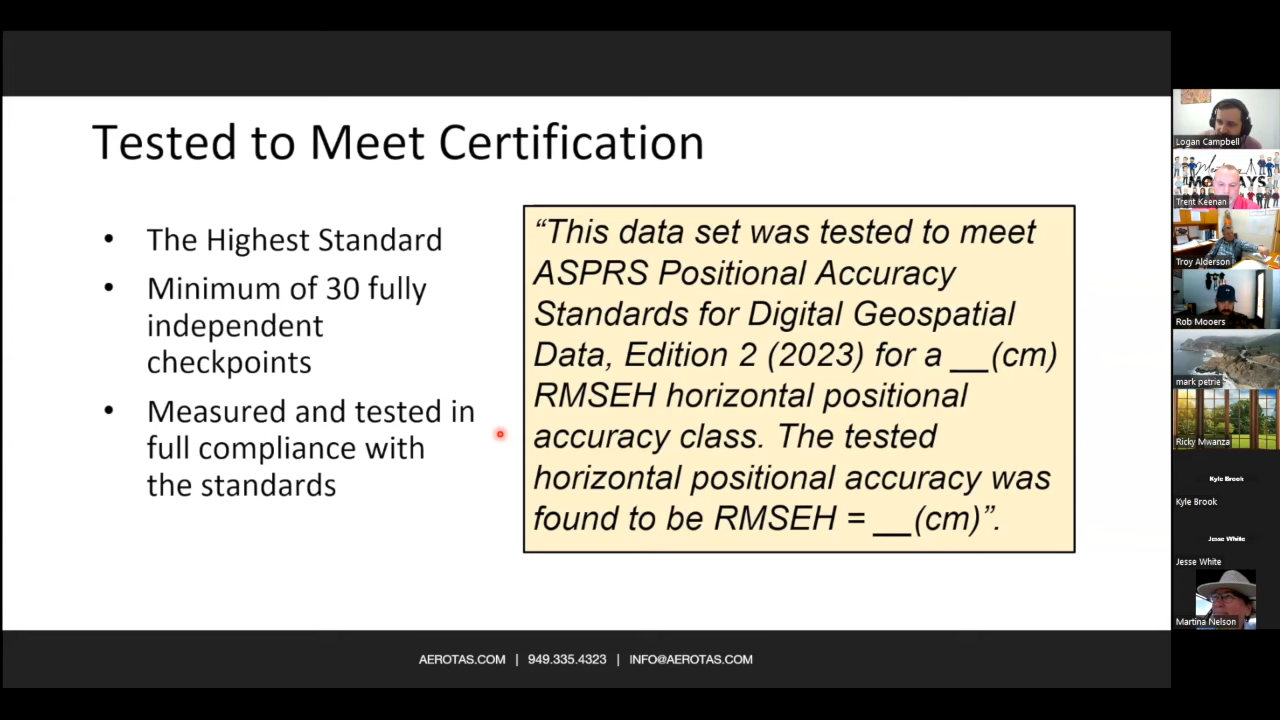 Tested to Meet Certification
• The Highest Standard
• Minimum of 30 fully
independent
checkpoints
• Measured and tested in
full compliance with
the standards
“This data set was tested to meet
ASPRS Positional Accuracy
Standards for Digital Geospatial
Data, Edition 2 (2023) for a __(cm)
RMSEH horizontal positional
accuracy class. The tested
horizontal positional accuracy was
found to be RMSEH = __(cm)”.
AEROTAS.COM | 949.335.4323 | INFO@AEROTAS.COM
Logan Campbell
Trent Keenan
Troy Alderson
Rob Mooers
mark petrie
Ricky Mwanza
Kyle Brook
Kyle Brook
Jesse White
Jesse White
Martina Nelson